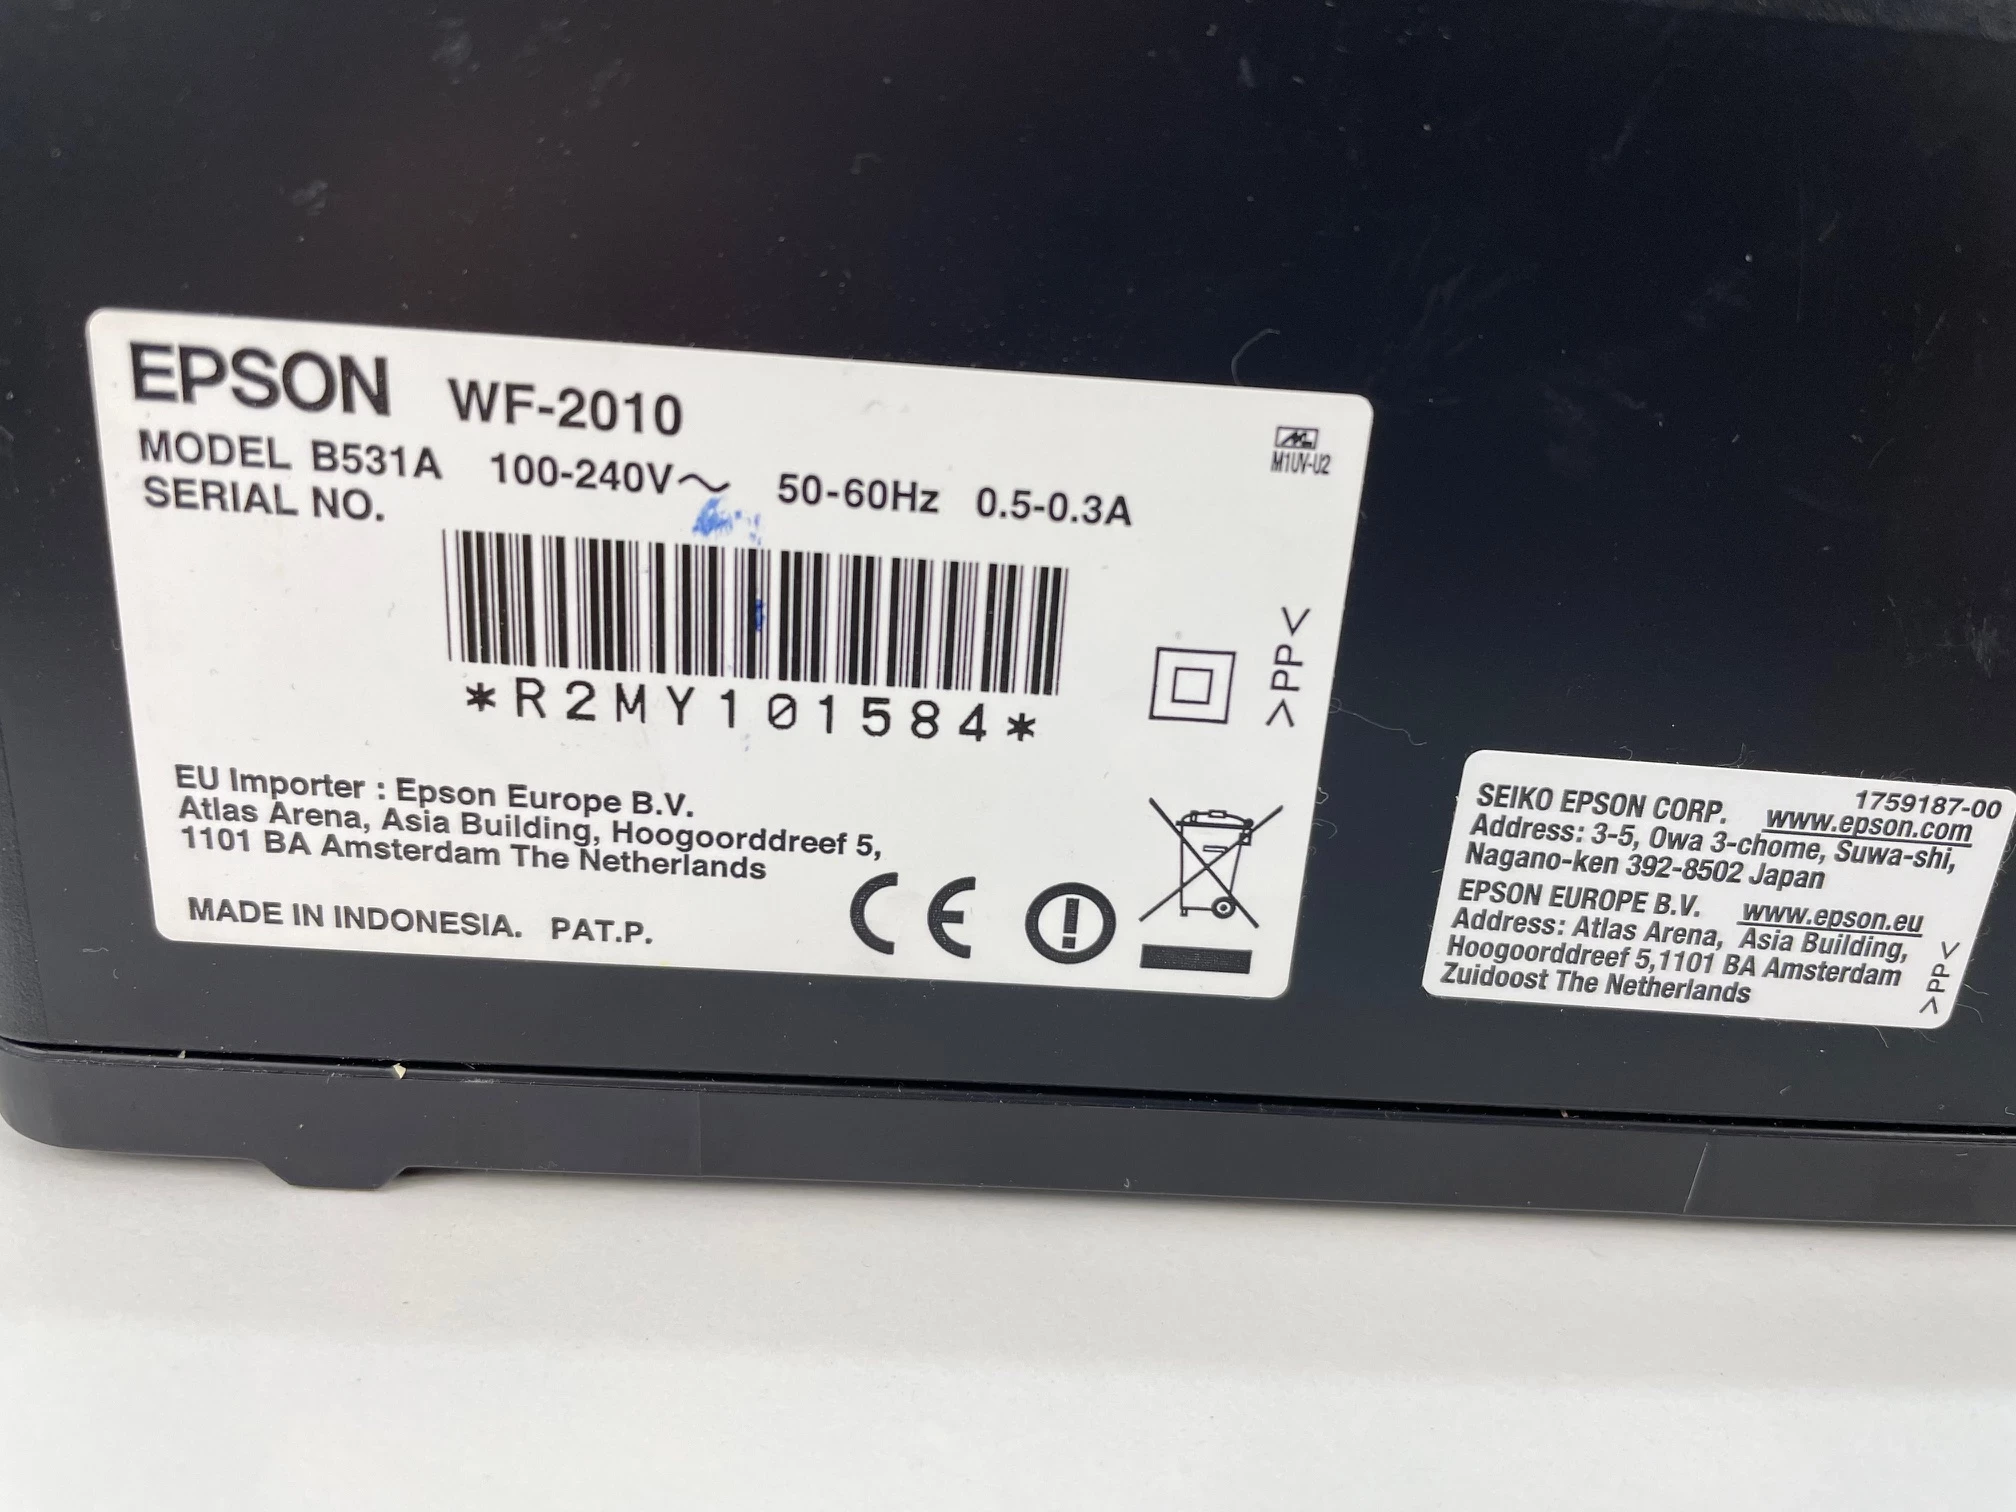 EPSON WF-2010
MODEL B531A 100-240V~ 50-60Hz 0.5-0.3A
SERIAL NO.
M1UV-U2
*R2MY101584*
>PP<
EU Importer : Epson Europe B.V.
Atlas Arena, Asia Building, Hoogoorddreef 5,
1101 BA Amsterdam The Netherlands
MADE IN INDONESIA. PAT.P.
CE
1759187-00
SEIKO EPSON CORP. www.epson.com
Address: 3-5, Owa 3-chome, Suwa-shi,
Nagano-ken 392-8502 Japan
EPSON EUROPE B.V. www.epson.eu
Address: Atlas Arena, Asia Building,
Hoogoorddreef 5,1101 BA Amsterdam
Zuidoost The Netherlands
>PP<